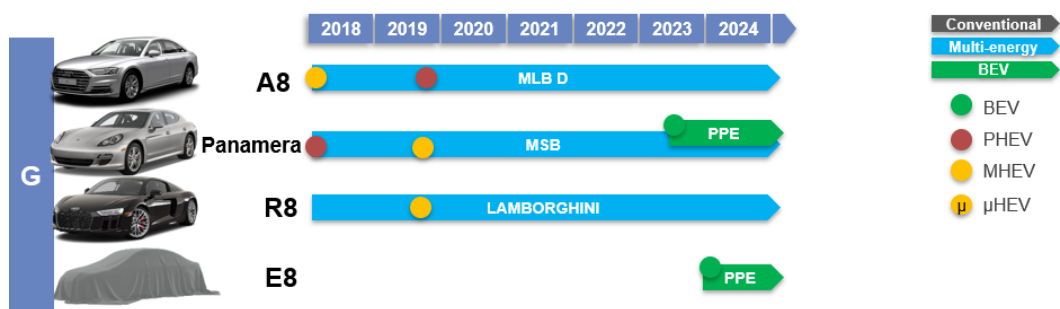 2018 2019 2020 2021 2022 2023 2024
Conventional
Multi-energy
BEV
G
A8
MLB D
BEV
Panamera
MSB
PPE
PHEV
MHEV
R8
LAMBORGHINI
µ µHEV
E8
PPE